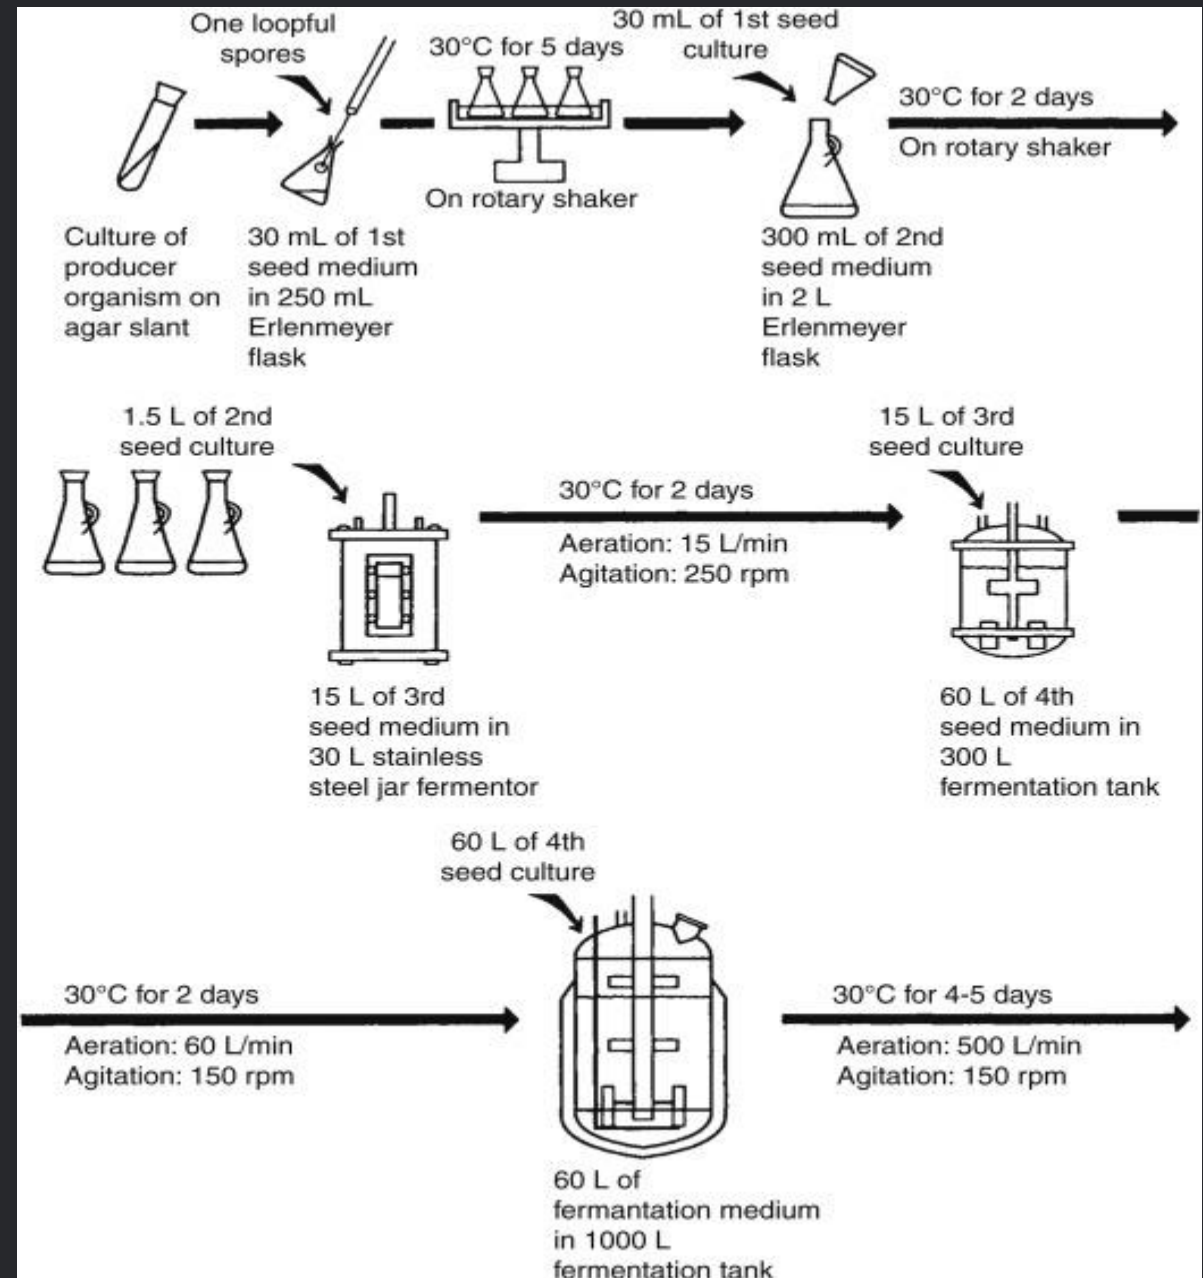 One loopful
spores
30°C for 5 days
30 mL of 1st seed
culture
30°C for 2 days
On rotary shaker
On rotary shaker
Culture of
producer
organism on
agar slant
30 mL of 1st
seed medium
in 250 mL
Erlenmeyer
flask
300 mL of 2nd
seed medium
in 2 L
Erlenmeyer
flask
1.5 L of 2nd
seed culture
30°C for 2 days
Aeration: 15 L/min
Agitation: 250 rpm
15 L of 3rd
seed culture
15 L of 3rd
seed medium in
30 L stainless
steel jar fermentor
60 L of 4th
seed medium in
300 L
fermentation tank
60 L of 4th
seed culture
30°C for 2 days
Aeration: 60 L/min
Agitation: 150 rpm
30°C for 4-5 days
Aeration: 500 L/min
Agitation: 150 rpm
60 L of
fermantation medium
in 1000 L
fermentation tank